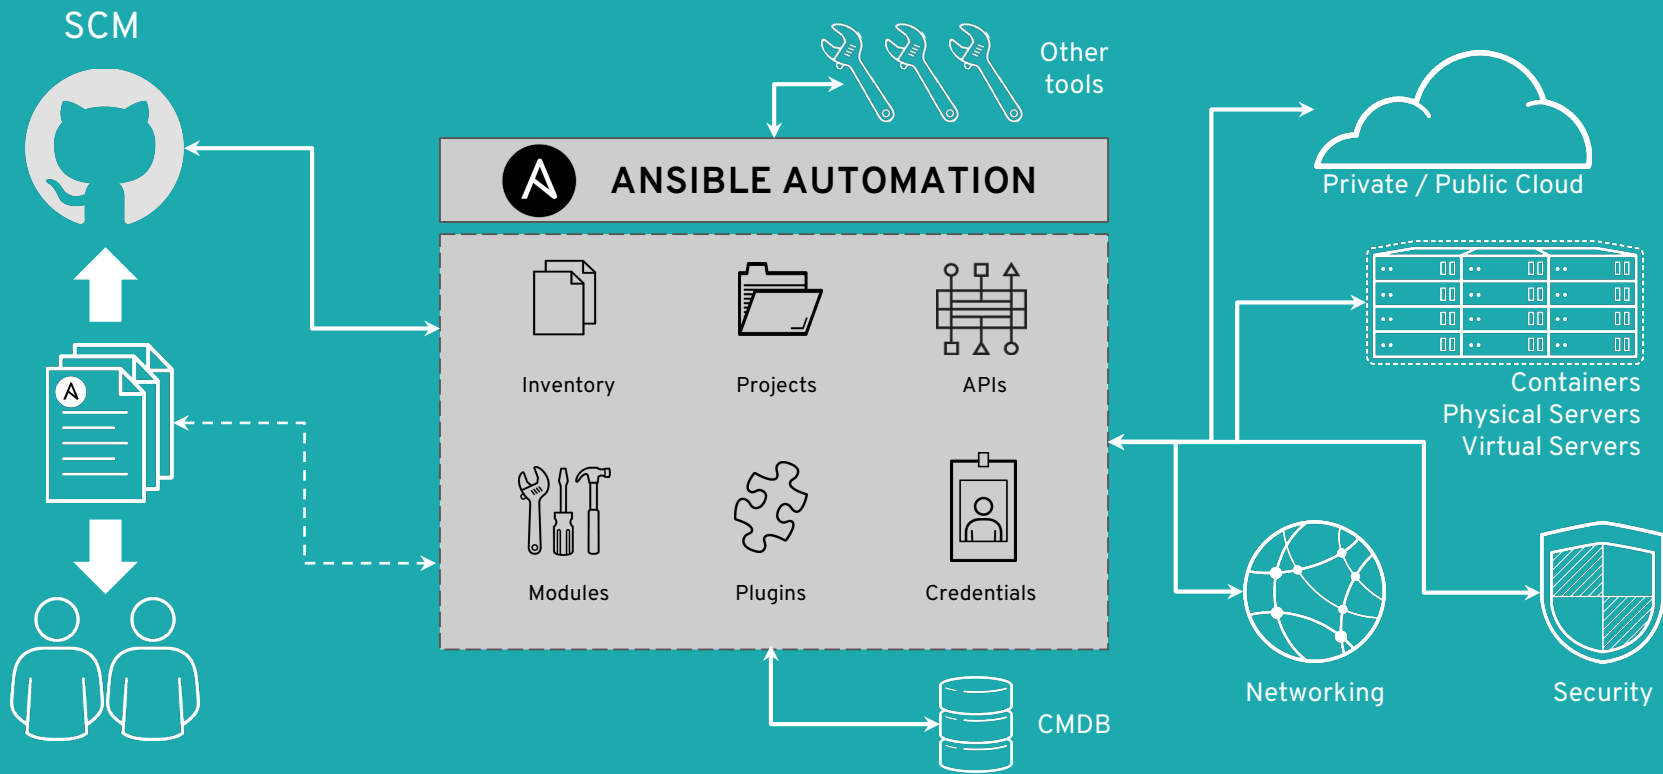 SCM
Other
tools
ANSIBLE AUTOMATION
Private / Public Cloud
Inventory
Projects
APIs
Containers
Physical Servers
Virtual Servers
Modules
Plugins
Credentials
Networking
Security
CMDB